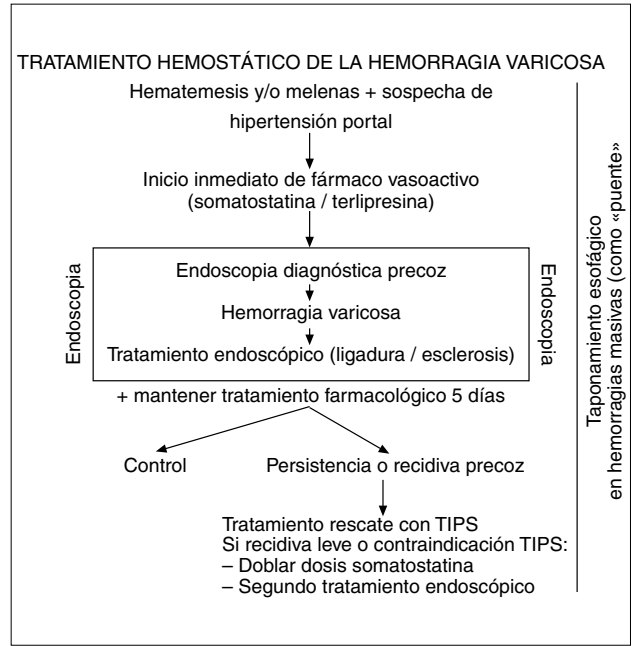 TRATAMIENTO HEMOSTÁTICO DE LA HEMORRAGIA VARICOSA
Hematemesis y/o melenas + sospecha de
hipertensión portal
Inicio inmediato de fármaco vasoactivo
(somatostatina / terlipresina)
Endoscopia
Endoscopia diagnóstica precoz
Hemorragia varicosa
Tratamiento endoscópico (ligadura / esclerosis)
Endoscopia
+ mantener tratamiento farmacológico 5 días
Control
Persistencia o recidiva precoz
Tratamiento rescate con TIPS
Si recidiva leve o contraindicación TIPS:
– Doblar dosis somatostatina
– Segundo tratamiento endoscópico
Taponamiento esofágico
en hemorragias masivas (como «puente»